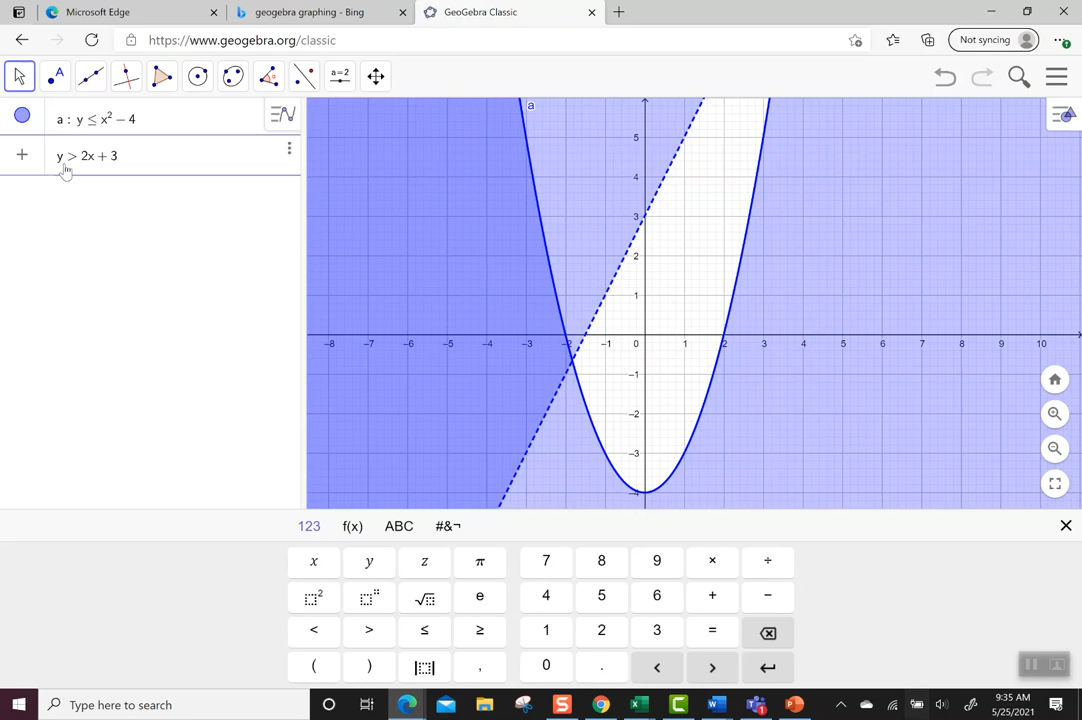 Microsoft Edge
geogebra graphing - Bing
GeoGebra Classic
https://www.geogebra.org/classic
Not syncing
a=2
a : y ≤ x² − 4
y > 2x + 3
a
5
4
3
2
1
−8 −7 −6 −5 −4 −3 −2 −1 0 1 2 3 4 5 6 7 8 9 10
−1
−2
−3
−4
123 f(x) ABC #&¬
x y z π 7 8 9 × ÷
□² □^□ √□ e 4 5 6 + −
< > ≤ ≥ 1 2 3 =
( ) |□| , 0 . < >
Type here to search
9:35 AM
5/25/2021